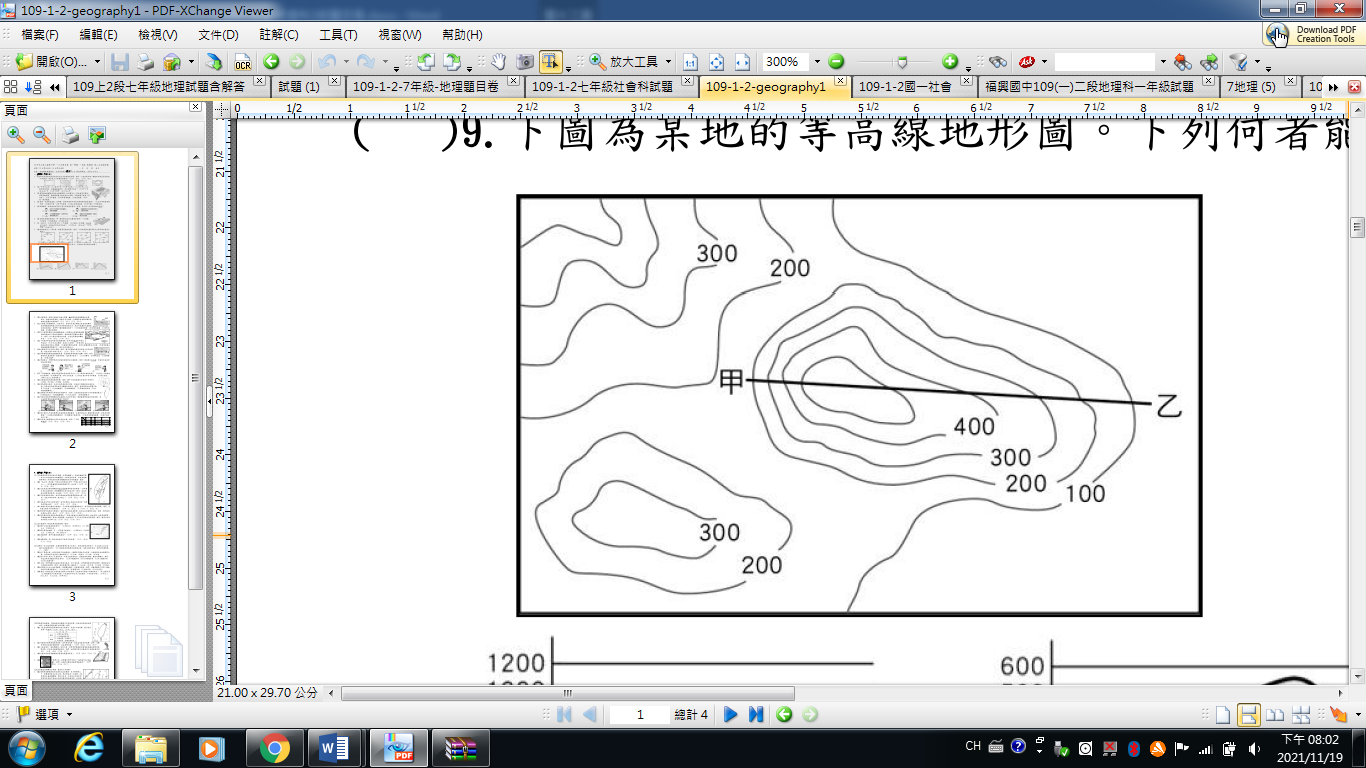 109-1-2-geography1 - PDF-XChange Viewer
檔案(F) 編輯(E) 檢視(V) 文件(D) 註解(C) 工具(T) 視窗(W) 幫助(H)
Download PDF
Creation Tools
開啟(O)... OCR 放大工具 300%
109上2段七年級地理試題含解答 試題 (1) 109-1-2-7年級-地理題目卷 109-1-2七年級社會科試題 109-1-2-geography1 109-1-2國一社會 福興國中109(一)二段地理科一年級試題 7地理 (5)
頁面
( )9. 下圖為某地的等高線地形圖。下列何者能
300
200
甲
乙
400
300
200
100
300
200
1
2
3
1200
600
頁面
21.00 x 29.70 公分
選項 1 總計 4
CH
下午 08:02
2021/11/19